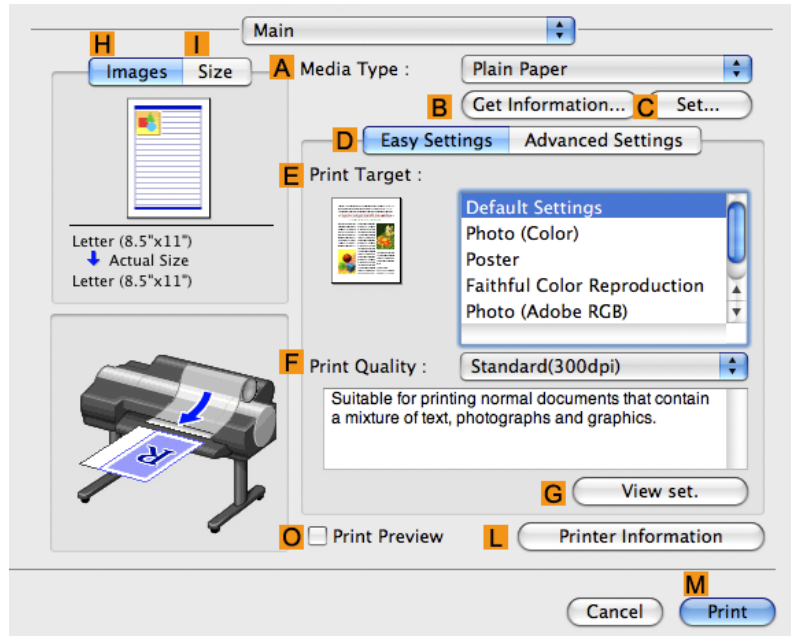 Main
H
I
Images
Size
A
Media Type :
Plain Paper
B
Get Information...
C
Set...
D
Easy Settings
Advanced Settings
E
Print Target :
Default Settings
Photo (Color)
Poster
Faithful Color Reproduction
Photo (Adobe RGB)
Letter (8.5"x11")
Actual Size
Letter (8.5"x11")
F
Print Quality :
Standard(300dpi)
Suitable for printing normal documents that contain
a mixture of text, photographs and graphics.
R
G
View set.
O
Print Preview
L
Printer Information
M
Cancel
Print